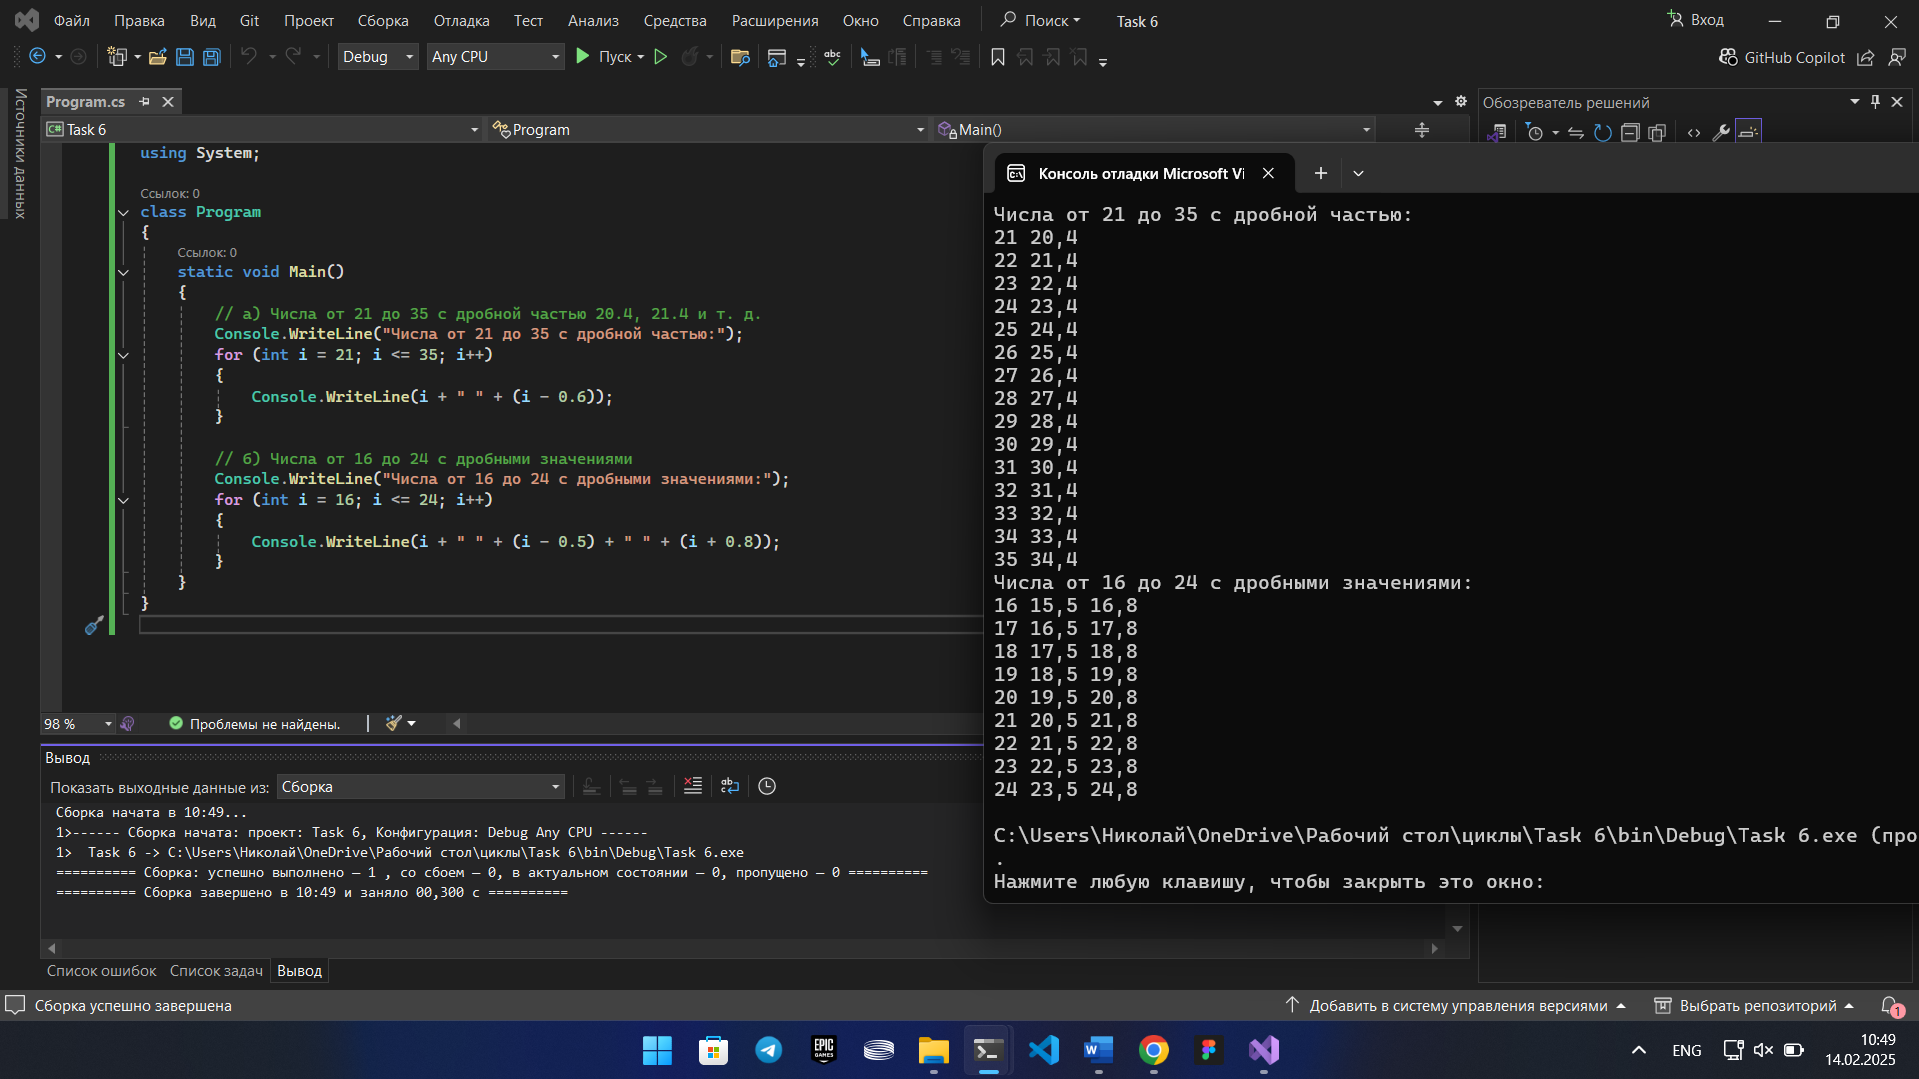 Файл Правка Вид Git Проект Сборка Отладка Тест Анализ Средства Расширения Окно Справка Поиск Task 6 Вход
Debug Any CPU Пуск GitHub Copilot
Источники данных
Program.cs
Task 6 Program Main()
Обозреватель решений
using System;
Ссылок: 0
class Program
{
Ссылок: 0
static void Main()
{
// а) Числа от 21 до 35 с дробной частью 20.4, 21.4 и т. д.
Console.WriteLine("Числа от 21 до 35 с дробной частью:");
for (int i = 21; i <= 35; i++)
{
Console.WriteLine(i + " " + (i - 0.6));
}
// б) Числа от 16 до 24 с дробными значениями
Console.WriteLine("Числа от 16 до 24 с дробными значениями:");
for (int i = 16; i <= 24; i++)
{
Console.WriteLine(i + " " + (i - 0.5) + " " + (i + 0.8));
}
}
}
98 % Проблемы не найдены.
Консоль отладки Microsoft Vi
Числа от 21 до 35 с дробной частью:
21 20,4
22 21,4
23 22,4
24 23,4
25 24,4
26 25,4
27 26,4
28 27,4
29 28,4
30 29,4
31 30,4
32 31,4
33 32,4
34 33,4
35 34,4
Числа от 16 до 24 с дробными значениями:
16 15,5 16,8
17 16,5 17,8
18 17,5 18,8
19 18,5 19,8
20 19,5 20,8
21 20,5 21,8
22 21,5 22,8
23 22,5 23,8
24 23,5 24,8
C:\Users\Николай\OneDrive\Рабочий стол\циклы\Task 6\bin\Debug\Task 6.exe (про
.
Нажмите любую клавишу, чтобы закрыть это окно:
Вывод
Показать выходные данные из: Сборка
Сборка начата в 10:49...
1>------ Сборка начата: проект: Task 6, Конфигурация: Debug Any CPU ------
1>  Task 6 -> C:\Users\Николай\OneDrive\Рабочий стол\циклы\Task 6\bin\Debug\Task 6.exe
========== Сборка: успешно выполнено — 1 , со сбоем — 0, в актуальном состоянии — 0, пропущено — 0 ==========
========== Сборка завершено в 10:49 и заняло 00,300 с ==========
Список ошибок Список задач Вывод
Сборка успешно завершена Добавить в систему управления версиями Выбрать репозиторий 1
EPIC GAMES
ENG 10:49
14.02.2025